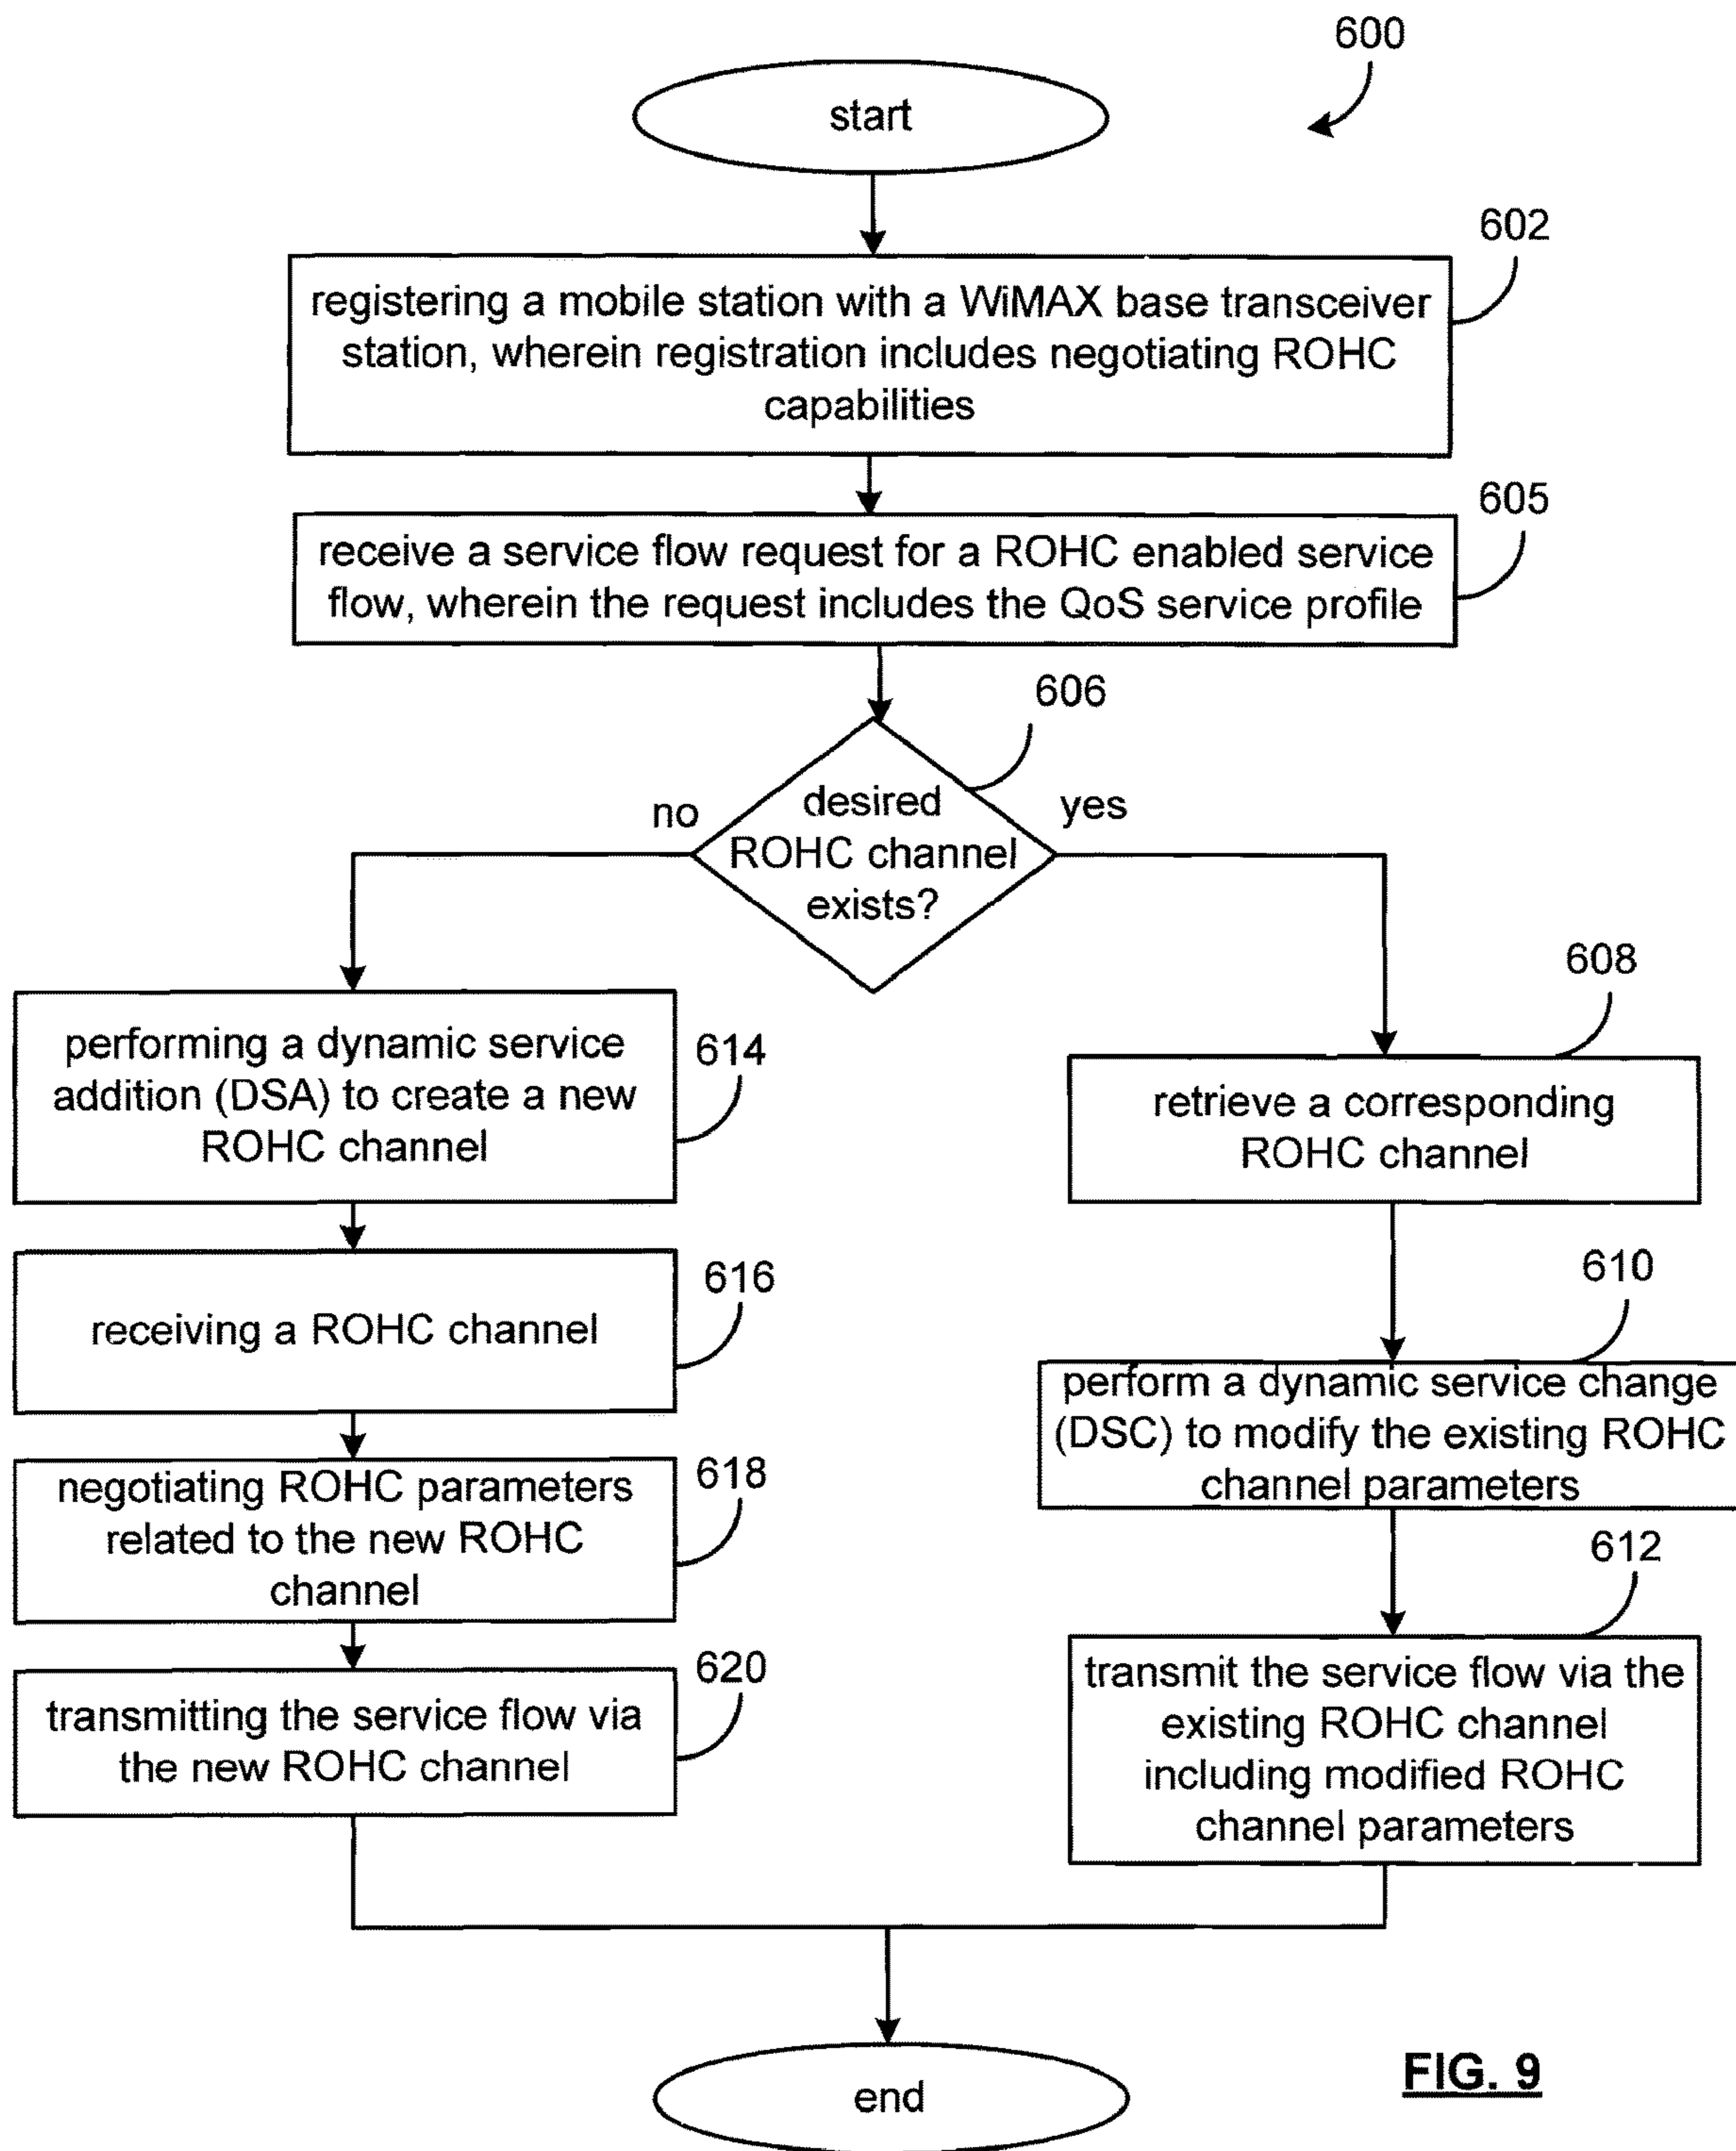 600
start
602
registering a mobile station with a WiMAX base transceiver
station, wherein registration includes negotiating ROHC
capabilities
605
receive a service flow request for a ROHC enabled service
flow, wherein the request includes the QoS service profile
606
no
desired
ROHC channel
exists?
yes
614
performing a dynamic service
addition (DSA) to create a new
ROHC channel
616
receiving a ROHC channel
618
negotiating ROHC parameters
related to the new ROHC
channel
620
transmitting the service flow via
the new ROHC channel
608
retrieve a corresponding
ROHC channel
610
perform a dynamic service change
(DSC) to modify the existing ROHC
channel parameters
612
transmit the service flow via the
existing ROHC channel
including modified ROHC
channel parameters
end
FIG. 9